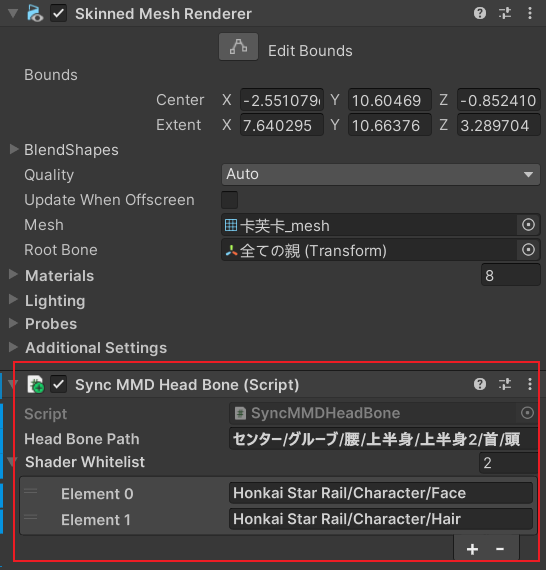 Skinned Mesh Renderer
Edit Bounds
Bounds
Center X -2.551079 Y 10.60469 Z -0.852410
Extent X 7.640295 Y 10.66376 Z 3.289704
BlendShapes
Quality Auto
Update When Offscreen
Mesh 卡芙卡_mesh
Root Bone 全ての親 (Transform)
Materials 8
Lighting
Probes
Additional Settings
Sync MMD Head Bone (Script)
Script SyncMMDHeadBone
Head Bone Path センター/グルーブ/腰/上半身/上半身2/首/頭
Shader Whitelist 2
Element 0 Honkai Star Rail/Character/Face
Element 1 Honkai Star Rail/Character/Hair
+ -